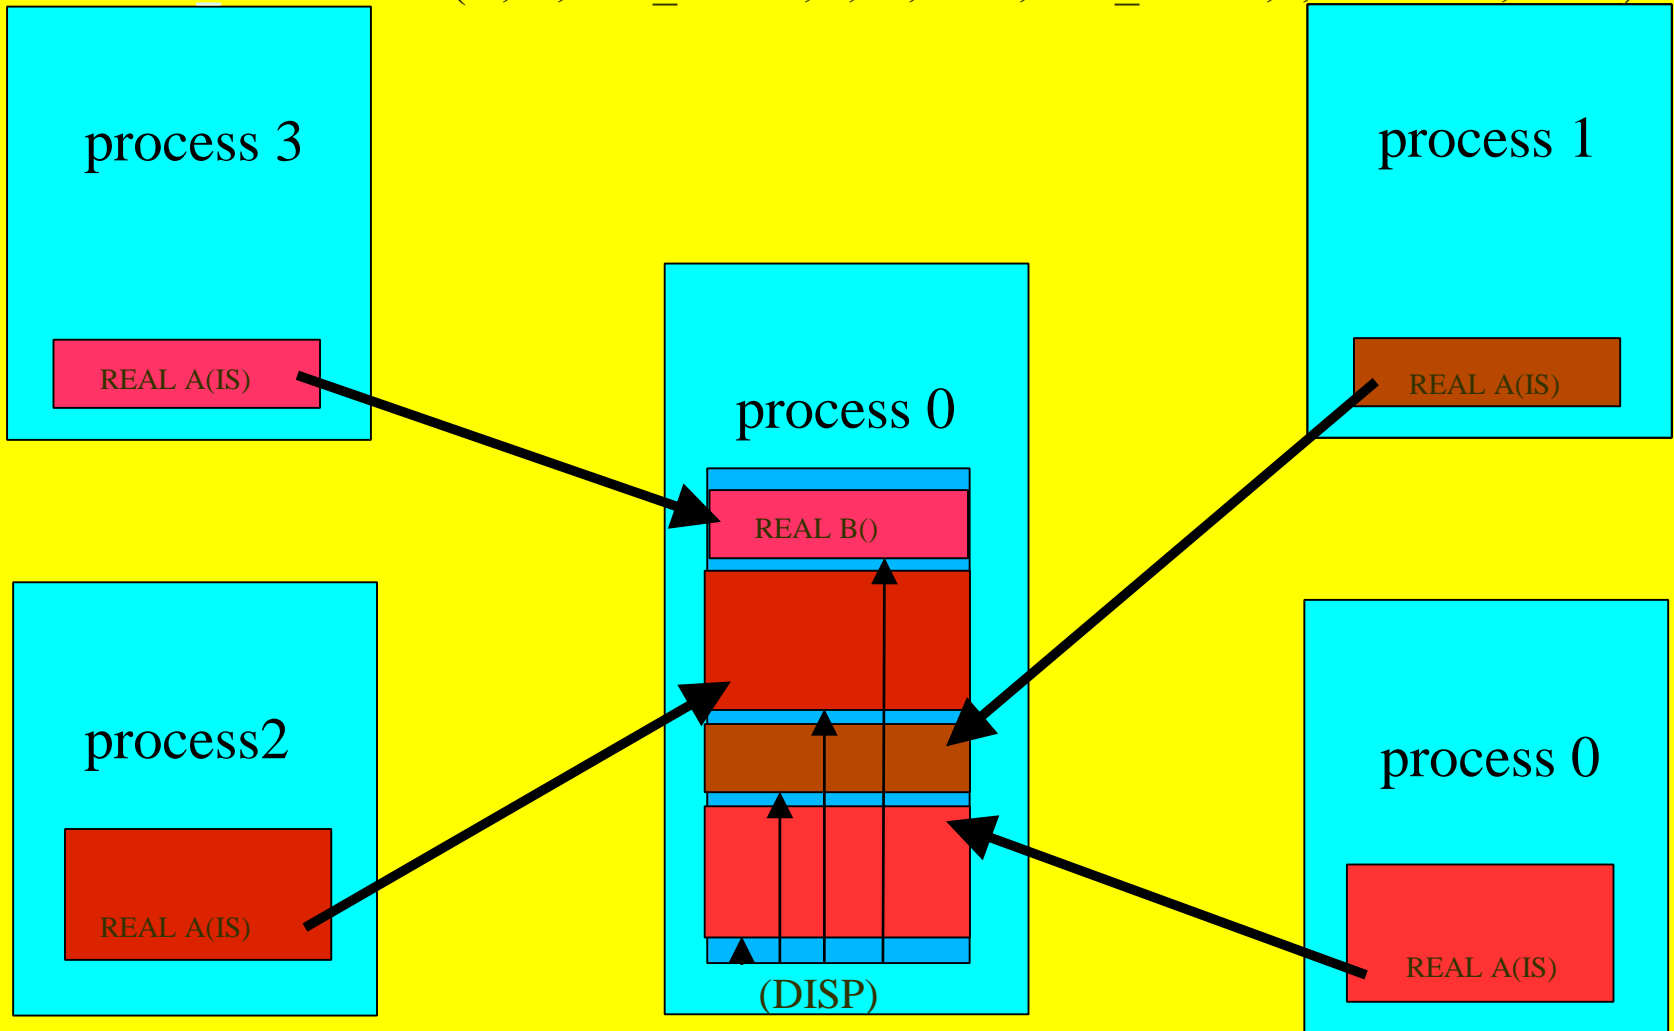 process 3
process 1
REAL A(IS)
REAL A(IS)
process 0
REAL B()
process2
process 0
REAL A(IS)
REAL A(IS)
(DISP)